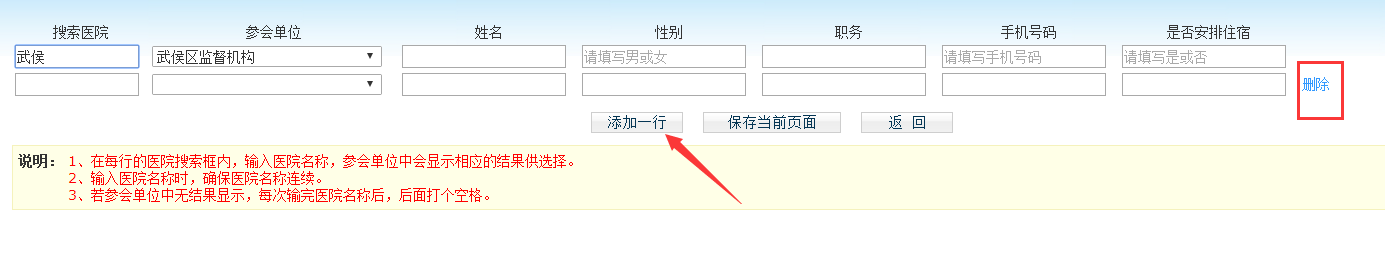 搜索医院 参会单位 姓名 性别 职务 手机号码 是否安排住宿
武侯 武侯区监督机构 请填写男或女 请填写手机号码 请填写是或否
删除
添加一行 保存当前页面 返 回
说明： 1、在每行的医院搜索框内，输入医院名称，参会单位中会显示相应的结果供选择。
2、输入医院名称时，确保医院名称连续。
3、若参会单位中无结果显示，每次输完医院名称后，后面打个空格。